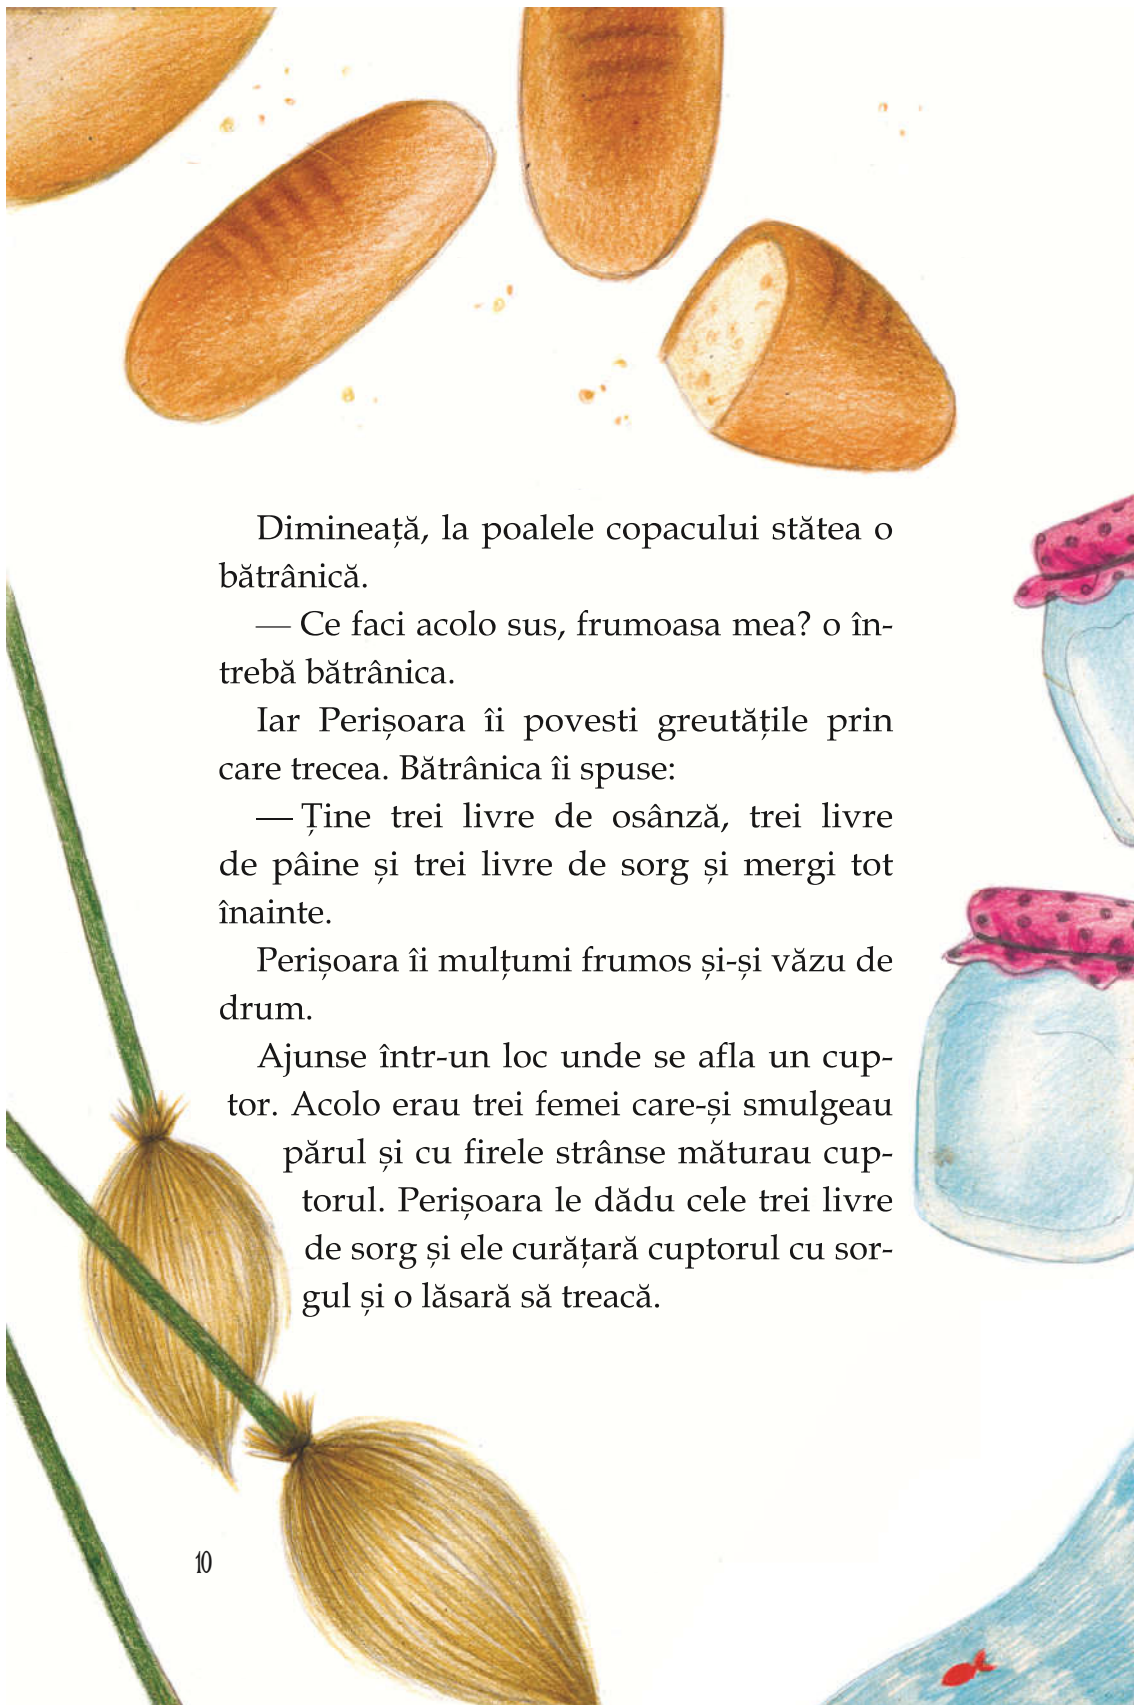 Dimineață, la poalele copacului stătea o
bătrânică.
— Ce faci acolo sus, frumoasa mea? o în-
trebă bătrânica.
Iar Perișoara îi povesti greutățile prin
care trecea. Bătrânica îi spuse:
— Ține trei livre de osânză, trei livre
de pâine și trei livre de sorg și mergi tot
înainte.
Perișoara îi mulțumi frumos și-și văzu de
drum.
Ajunse într-un loc unde se afla un cup-
tor. Acolo erau trei femei care-și smulgeau
părul și cu firele strânse măturau cup-
torul. Perișoara le dădu cele trei livre
de sorg și ele curățară cuptorul cu sor-
gul și o lăsară să treacă.
10